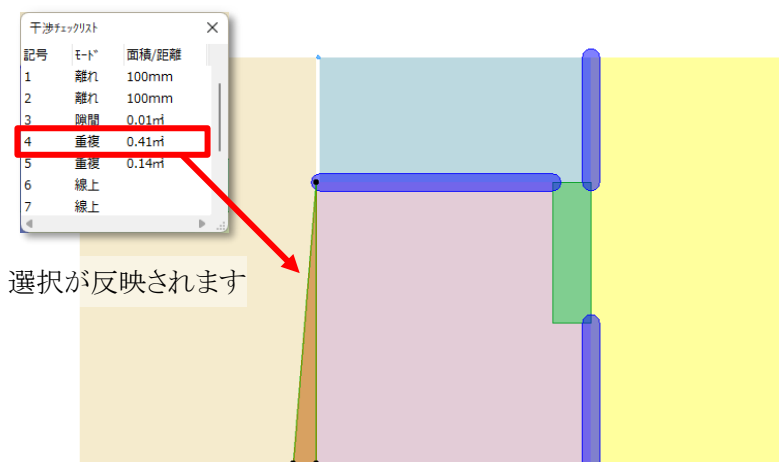 干渉ﾁｪｯｸﾘｽﾄ
記号 ﾓｰﾄﾞ 面積/距離
1 離れ 100mm
2 離れ 100mm
3 隙間 0.01㎡
4 重複 0.41㎡
5 重複 0.14㎡
6 線上
7 線上
選択が反映されます